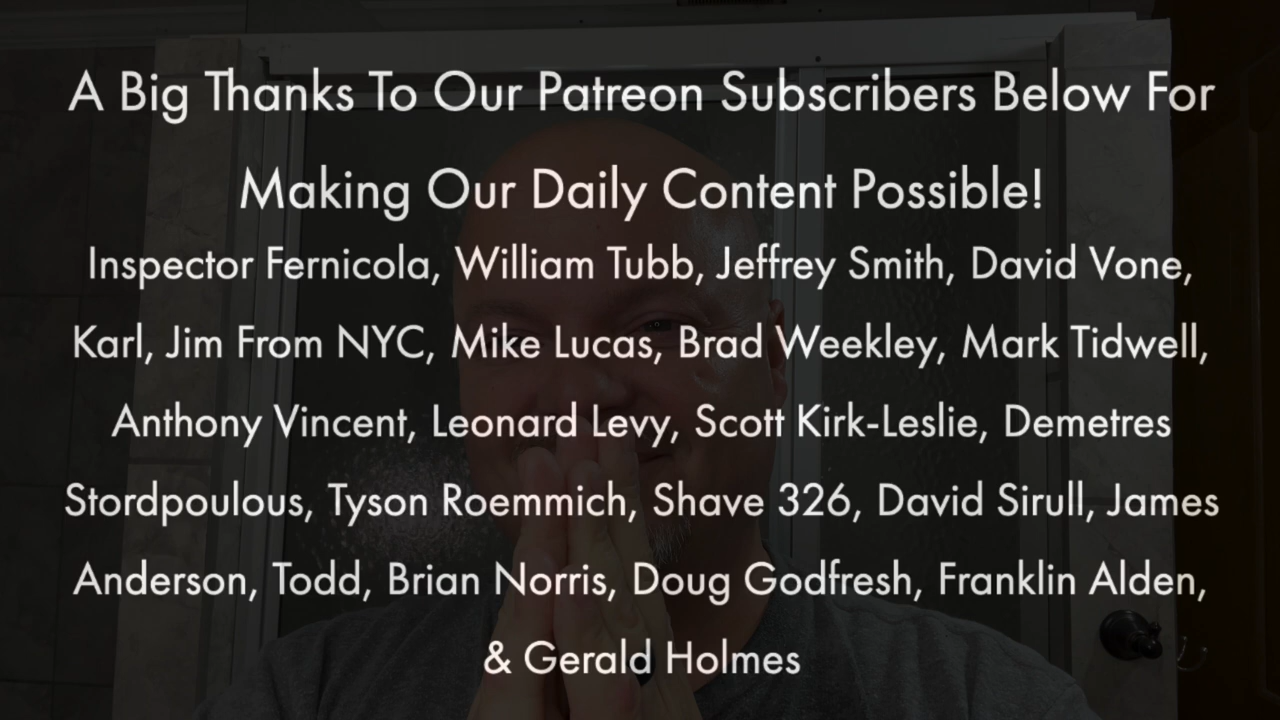 A Big Thanks To Our Patreon Subscribers Below For
Making Our Daily Content Possible!
Inspector Fernicola, William Tubb, Jeffrey Smith, David Vone,
Karl, Jim From NYC, Mike Lucas, Brad Weekley, Mark Tidwell,
Anthony Vincent, Leonard Levy, Scott Kirk-Leslie, Demetres
Stordpoulous, Tyson Roemmich, Shave 326, David Sirull, James
Anderson, Todd, Brian Norris, Doug Godfresh, Franklin Alden,
& Gerald Holmes